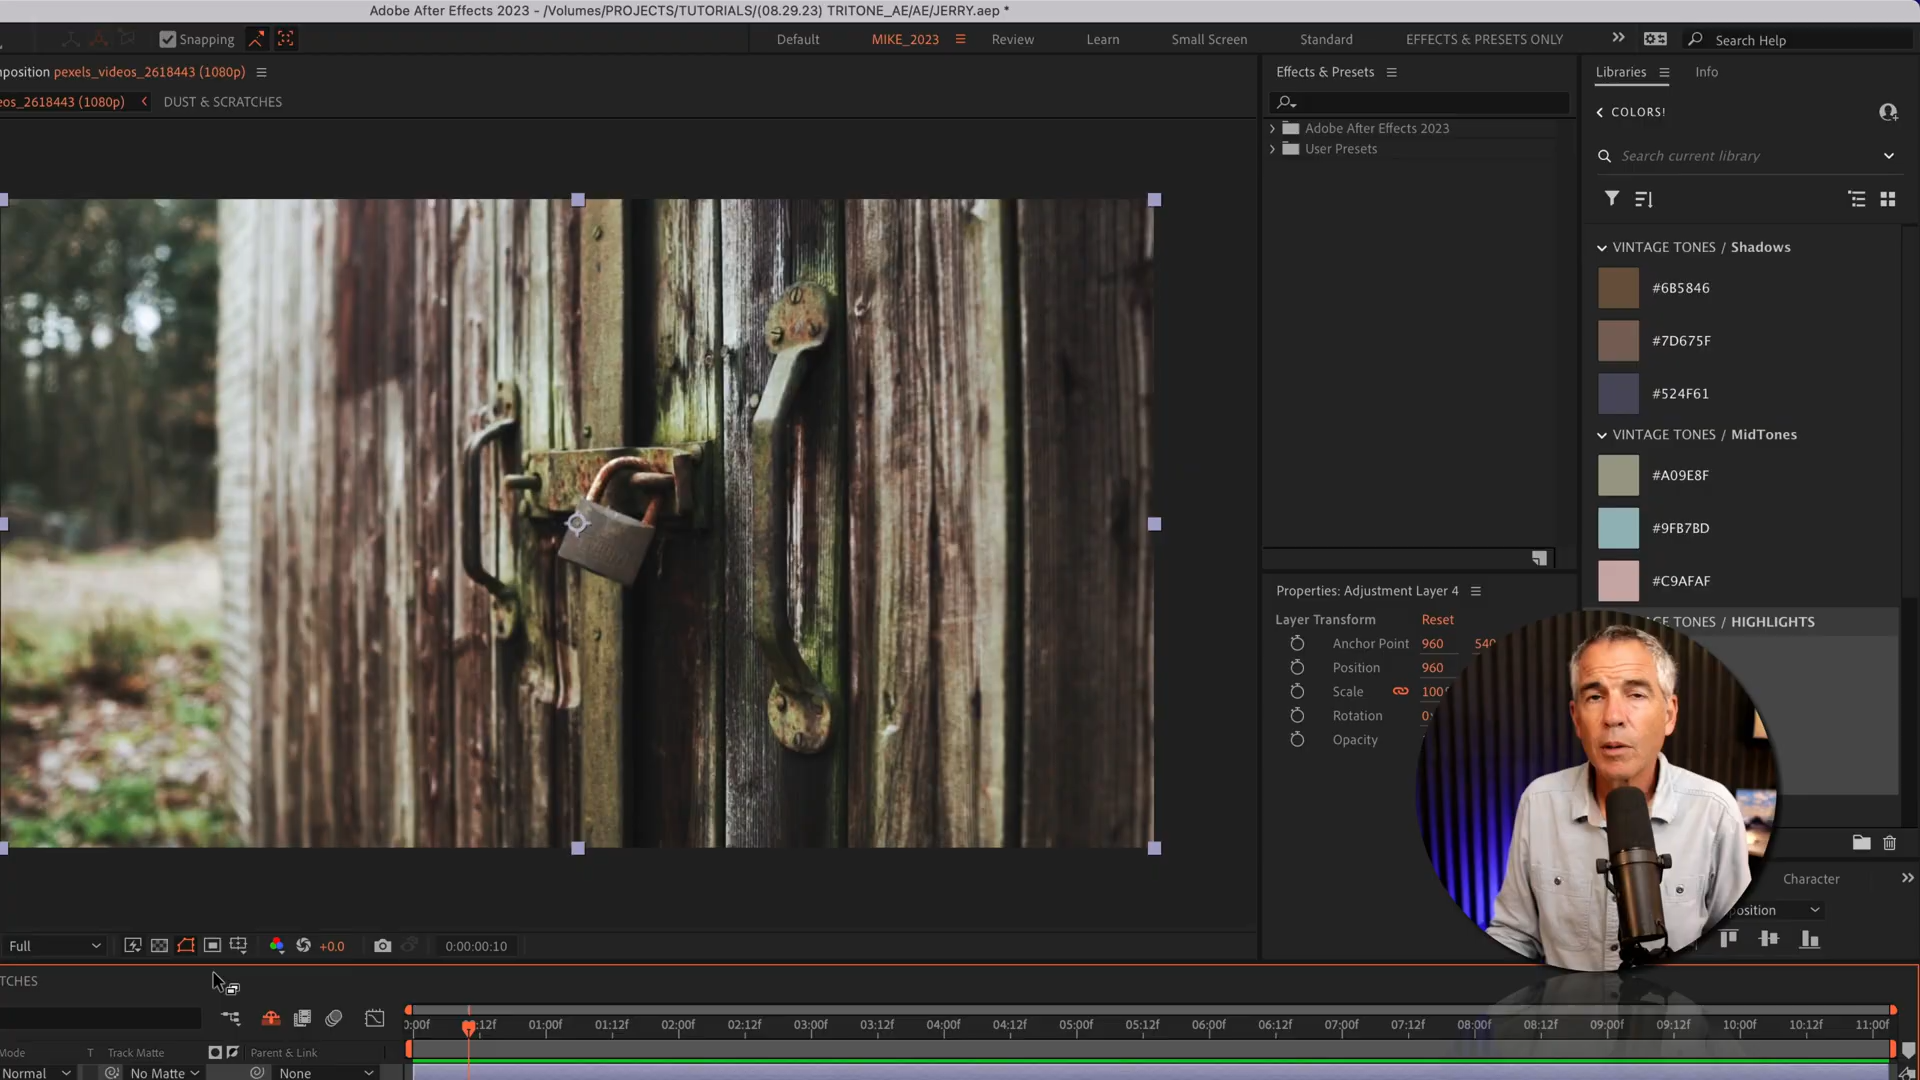 Adobe After Effects 2023 - /Volumes/PROJECTS/TUTORIALS/(08.29.23) TRITONE_AE/AE/JERRY.aep *
Snapping
Default MIKE_2023 Review Learn Small Screen Standard EFFECTS & PRESETS ONLY Search Help
mposition pexels_videos_2618443 (1080p)
eos_2618443 (1080p) DUST & SCRATCHES
Effects & Presets
Adobe After Effects 2023
User Presets
Libraries Info
COLORS!
Search current library
VINTAGE TONES / Shadows
#6B5846
#7D675F
#524F61
VINTAGE TONES / MidTones
#A09E8F
#9FB7BD
#C9AFAF
GE TONES / HIGHLIGHTS
Properties: Adjustment Layer 4
Layer Transform Reset
Anchor Point 960 540
Position 960
Scale 100
Rotation 0
Opacity
Character
position
Full +0.0 0:00:00:10
TCHES
0:00f 12f 01:00f 01:12f 02:00f 02:12f 03:00f 03:12f 04:00f 04:12f 05:00f 05:12f 06:00f 06:12f 07:00f 07:12f 08:00f 08:12f 09:00f 09:12f 10:00f 10:12f 11:00f
Mode T Track Matte Parent & Link
Normal No Matte None